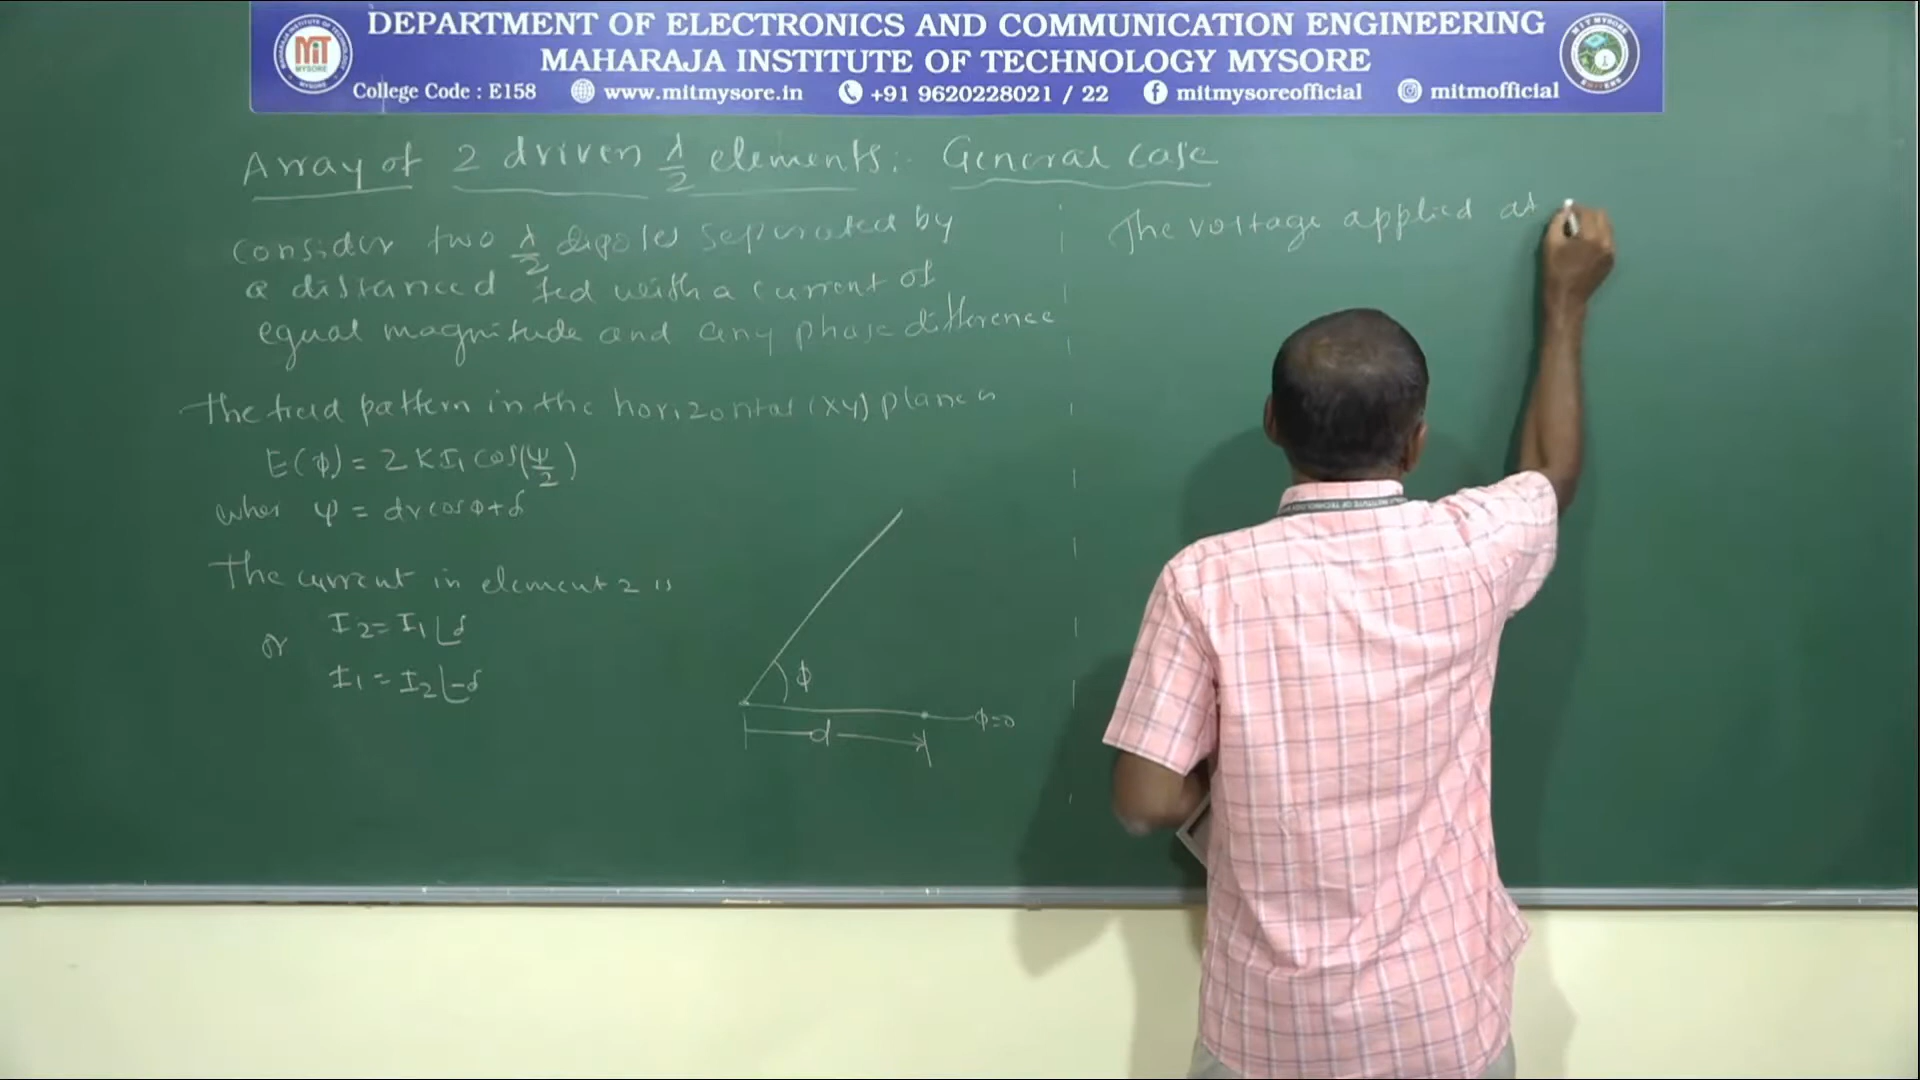 DEPARTMENT OF ELECTRONICS AND COMMUNICATION ENGINEERING
MAHARAJA INSTITUTE OF TECHNOLOGY MYSORE
College Code : E158 www.mitmysore.in +91 9620228021 / 22 mitmysoreofficial mitmofficial
MIT
MYSORE
Array of 2 driven λ/2 elements:- General case
Consider two λ/2 dipoles separated by
a distance d fed with a current of
equal magnitude and any phase difference
The field pattern in the horizontal (xy) plane is
E(ϕ) = 2KI₁ cos(Ψ/2)
wher ψ = dr cosϕ+δ
The current in element 2 is
I₂ = I₁∠δ
or
I₁ = I₂∠-δ
ϕ
ϕ=0
d
The voltage applied at